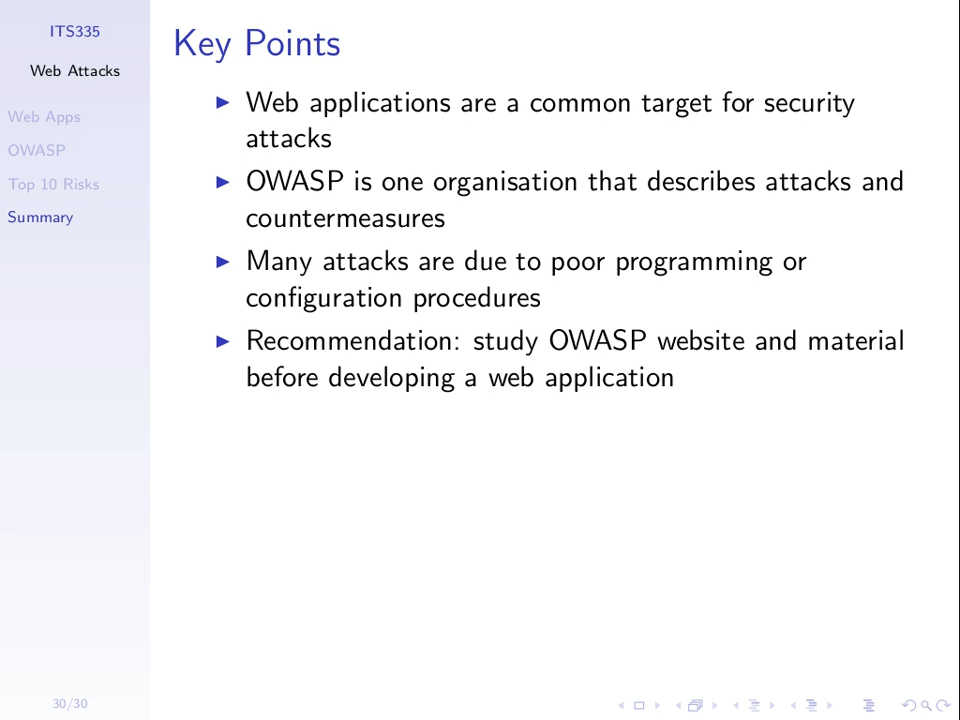 ITS335
Web Attacks
Web Apps
OWASP
Top 10 Risks
Summary
30/30
Key Points
Web applications are a common target for security
attacks
OWASP is one organisation that describes attacks and
countermeasures
Many attacks are due to poor programming or
configuration procedures
Recommendation: study OWASP website and material
before developing a web application